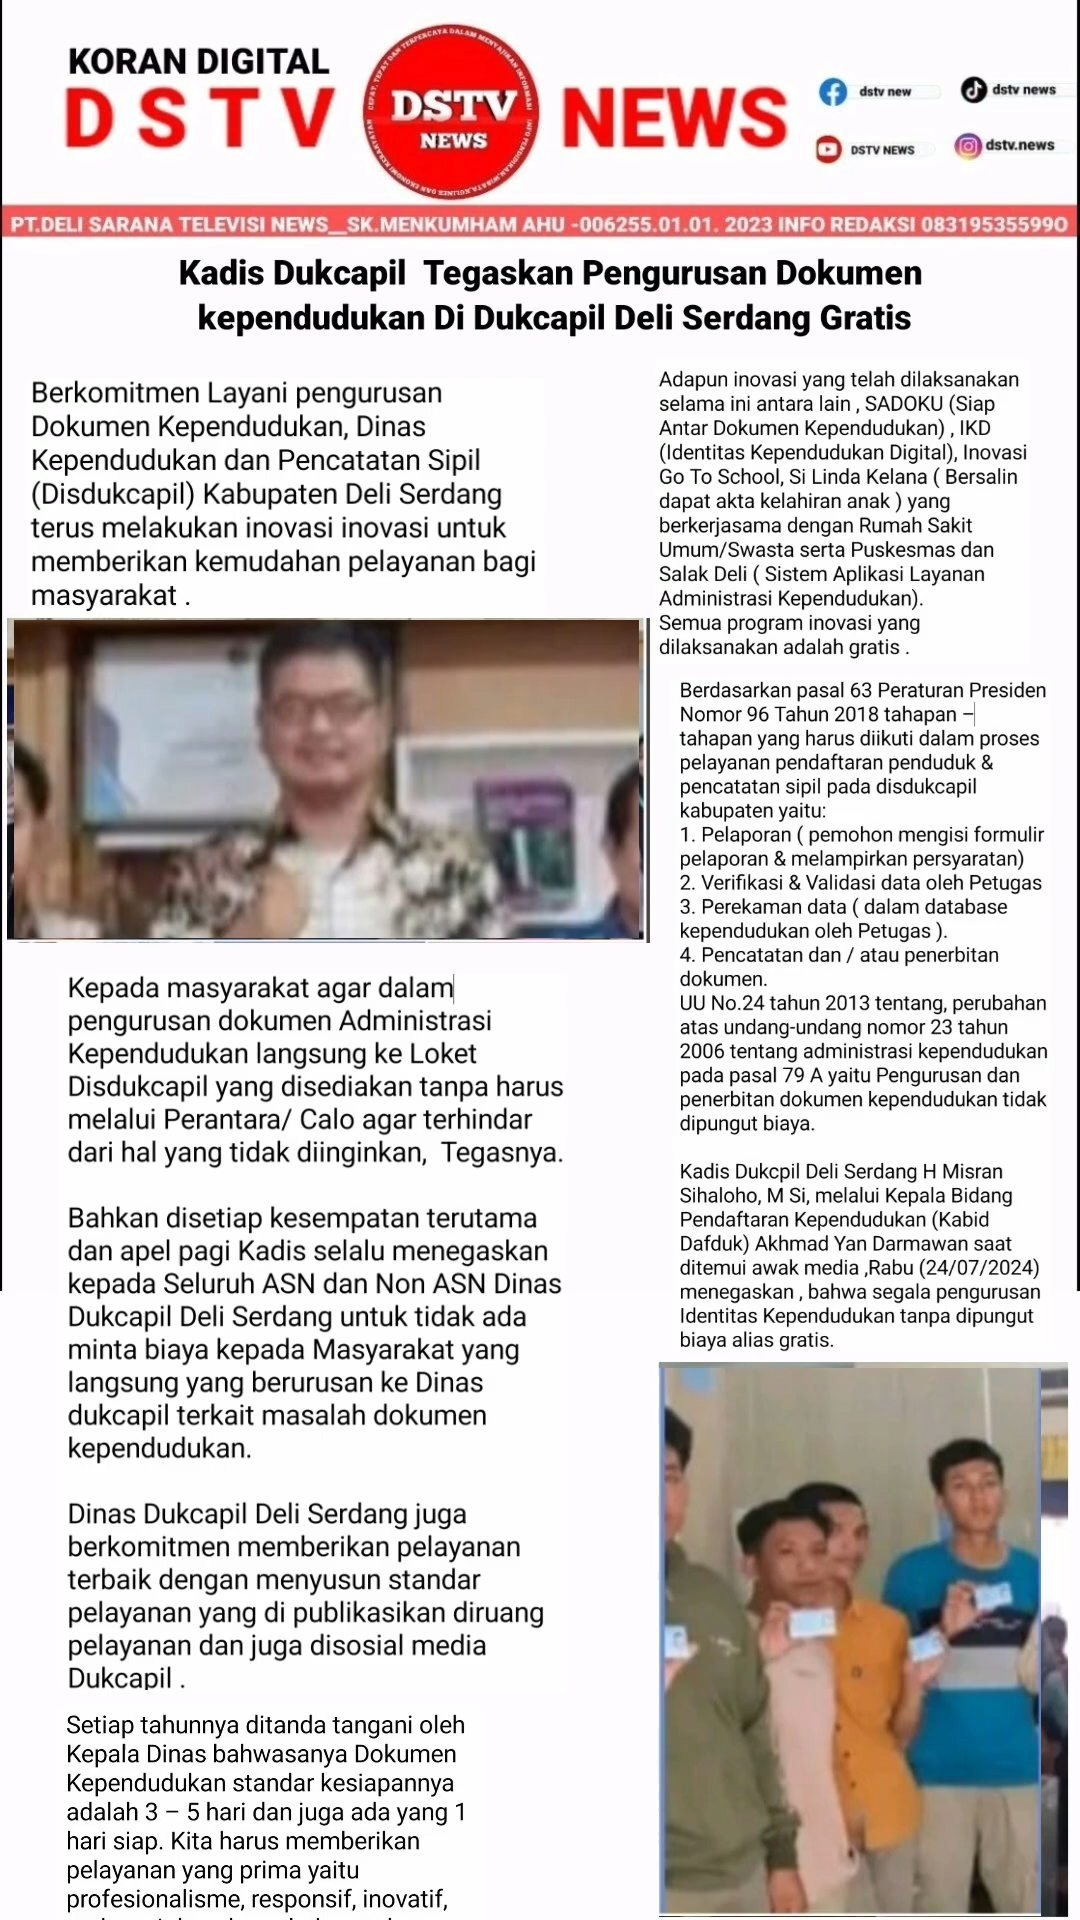 KORAN DIGITAL
DSTV
DSTV
NEWS
NEWS
dstv new
dstv news
DSTV NEWS
dstv.news
PT.DELI SARANA TELEVISI NEWS__SK.MENKUMHAM AHU -006255.01.01. 2023 INFO REDAKSI 083195355990
Kadis Dukcapil Tegaskan Pengurusan Dokumen
kependudukan Di Dukcapil Deli Serdang Gratis
Berkomitmen Layani pengurusan
Dokumen Kependudukan, Dinas
Kependudukan dan Pencatatan Sipil
(Disdukcapil) Kabupaten Deli Serdang
terus melakukan inovasi inovasi untuk
memberikan kemudahan pelayanan bagi
masyarakat .
Kepada masyarakat agar dalam
pengurusan dokumen Administrasi
Kependudukan langsung ke Loket
Disdukcapil yang disediakan tanpa harus
melalui Perantara/ Calo agar terhindar
dari hal yang tidak diinginkan, Tegasnya.
Bahkan disetiap kesempatan terutama
dan apel pagi Kadis selalu menegaskan
kepada Seluruh ASN dan Non ASN Dinas
Dukcapil Deli Serdang untuk tidak ada
minta biaya kepada Masyarakat yang
langsung yang berurusan ke Dinas
dukcapil terkait masalah dokumen
kependudukan.
Dinas Dukcapil Deli Serdang juga
berkomitmen memberikan pelayanan
terbaik dengan menyusun standar
pelayanan yang di publikasikan diruang
pelayanan dan juga disosial media
Dukcapil .
Setiap tahunnya ditanda tangani oleh
Kepala Dinas bahwasanya Dokumen
Kependudukan standar kesiapannya
adalah 3 – 5 hari dan juga ada yang 1
hari siap. Kita harus memberikan
pelayanan yang prima yaitu
profesionalisme, responsif, inovatif,
Adapun inovasi yang telah dilaksanakan
selama ini antara lain , SADOKU (Siap
Antar Dokumen Kependudukan) , IKD
(Identitas Kependudukan Digital), Inovasi
Go To School, Si Linda Kelana ( Bersalin
dapat akta kelahiran anak ) yang
berkerjasama dengan Rumah Sakit
Umum/Swasta serta Puskesmas dan
Salak Deli ( Sistem Aplikasi Layanan
Administrasi Kependudukan).
Semua program inovasi yang
dilaksanakan adalah gratis .
Berdasarkan pasal 63 Peraturan Presiden
Nomor 96 Tahun 2018 tahapan –
tahapan yang harus diikuti dalam proses
pelayanan pendaftaran penduduk &
pencatatan sipil pada disdukcapil
kabupaten yaitu:
1. Pelaporan ( pemohon mengisi formulir
pelaporan & melampirkan persyaratan)
2. Verifikasi & Validasi data oleh Petugas
3. Perekaman data ( dalam database
kependudukan oleh Petugas ).
4. Pencatatan dan / atau penerbitan
dokumen.
UU No.24 tahun 2013 tentang, perubahan
atas undang-undang nomor 23 tahun
2006 tentang administrasi kependudukan
pada pasal 79 A yaitu Pengurusan dan
penerbitan dokumen kependudukan tidak
dipungut biaya.
Kadis Dukcpil Deli Serdang H Misran
Sihaloho, M Si, melalui Kepala Bidang
Pendaftaran Kependudukan (Kabid
Dafduk) Akhmad Yan Darmawan saat
ditemui awak media ,Rabu (24/07/2024)
menegaskan , bahwa segala pengurusan
Identitas Kependudukan tanpa dipungut
biaya alias gratis.